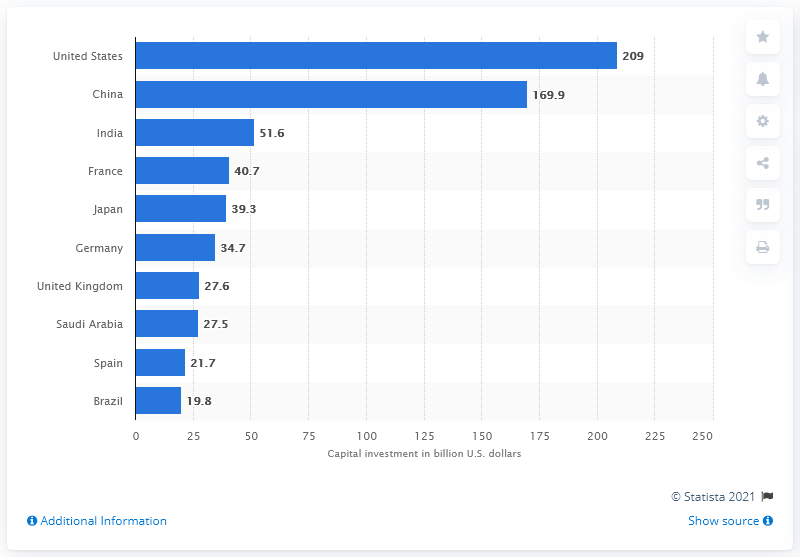 United States 209
China 169.9
India 51.6
France 40.7
Japan 39.3
Germany 34.7
United Kingdom 27.6
Saudi Arabia 27.5
Spain 21.7
Brazil 19.8
0 25 50 75 100 125 150 175 200 225 250
Capital investment in billion U.S. dollars
© Statista 2021
Additional Information
Show source